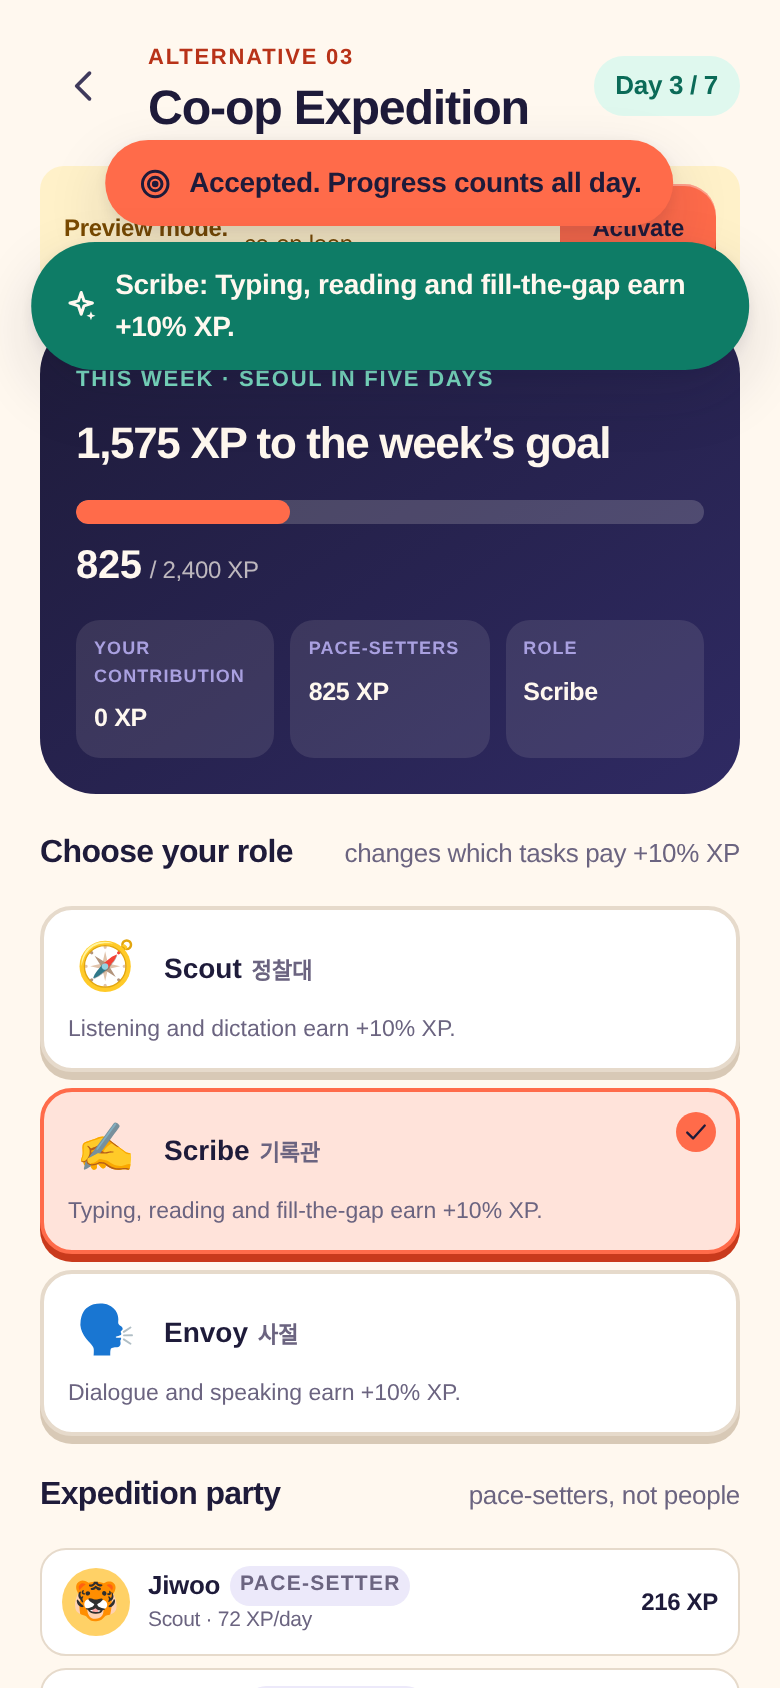 ALTERNATIVE 03
Co-op Expedition
Day 3 / 7
Accepted. Progress counts all day.
Preview mode.
co-op loop
Activate
Scribe: Typing, reading and fill-the-gap earn
+10% XP.
THIS WEEK · SEOUL IN FIVE DAYS
1,575 XP to the week’s goal
825 / 2,400 XP
YOUR
CONTRIBUTION
0 XP
PACE-SETTERS
825 XP
ROLE
Scribe
Choose your role
changes which tasks pay +10% XP
Scout 정찰대
Listening and dictation earn +10% XP.
Scribe 기록관
Typing, reading and fill-the-gap earn +10% XP.
Envoy 사절
Dialogue and speaking earn +10% XP.
Expedition party
pace-setters, not people
Jiwoo PACE-SETTER
Scout · 72 XP/day
216 XP